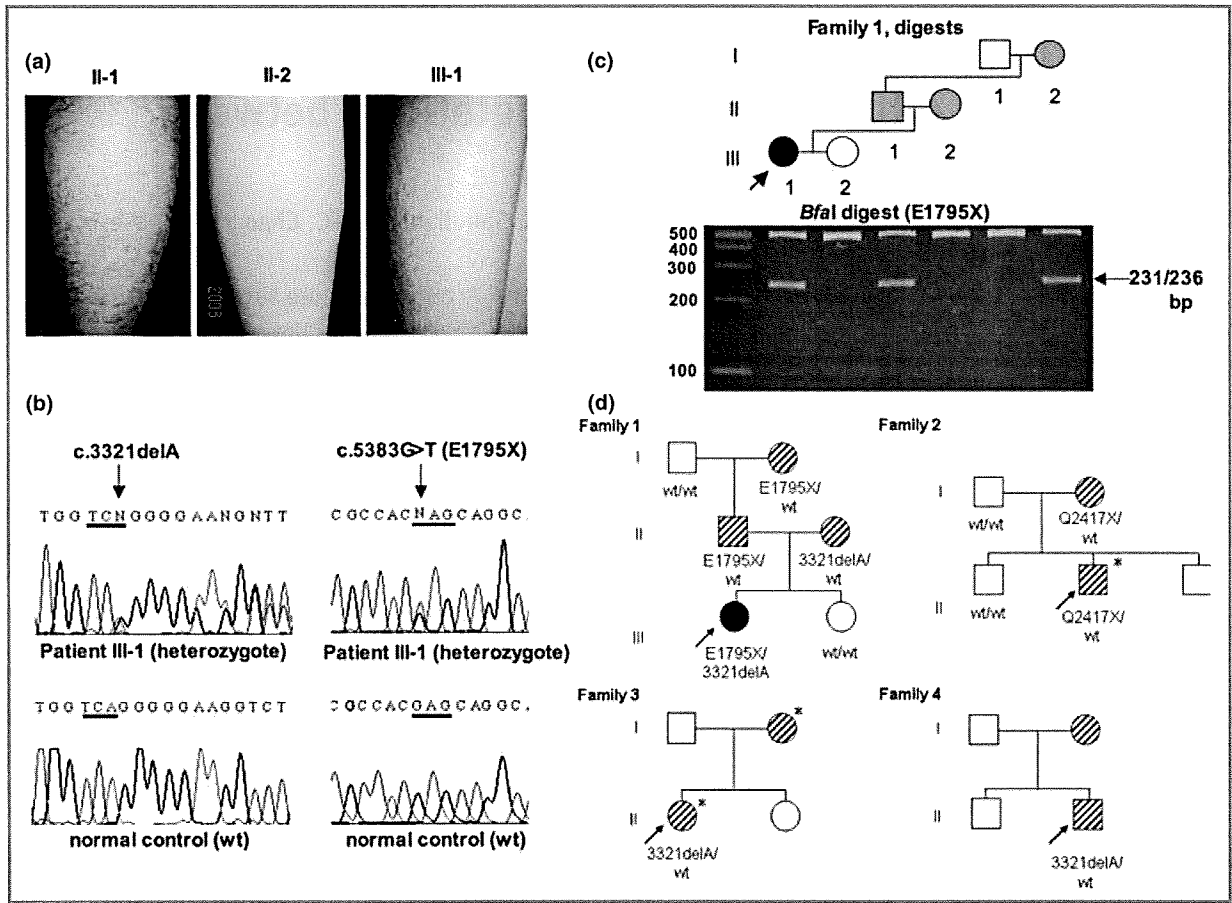 (a)
II-1 II-2 III-1
2006
(b)
c.3321delA c.5383G>T (E1795X)
T G G T C N G G G G A A N G N T T C G C C A C N A G C A G G C .
Patient III-1 (heterozygote) Patient III-1 (heterozygote)
T G G T C A G G G G G A A G G T C T C G C C A C G A G C A G G C .
normal control (wt) normal control (wt)
(c)
Family 1, digests
I
1 2
II
1 2
III
1 2
BfaI digest (E1795X)
500
400
300
200
100
231/236
bp
(d)
Family 1
I
wt/wt E1795X/
wt
II
E1795X/
wt
3321delA/
wt
III
E1795X/
3321delA
wt/wt
Family 2
I
wt/wt Q2417X/
wt
II
*
wt/wt Q2417X/
wt
Family 3
I
*
II
*
3321delA/
wt
Family 4
I
II
3321delA/
wt